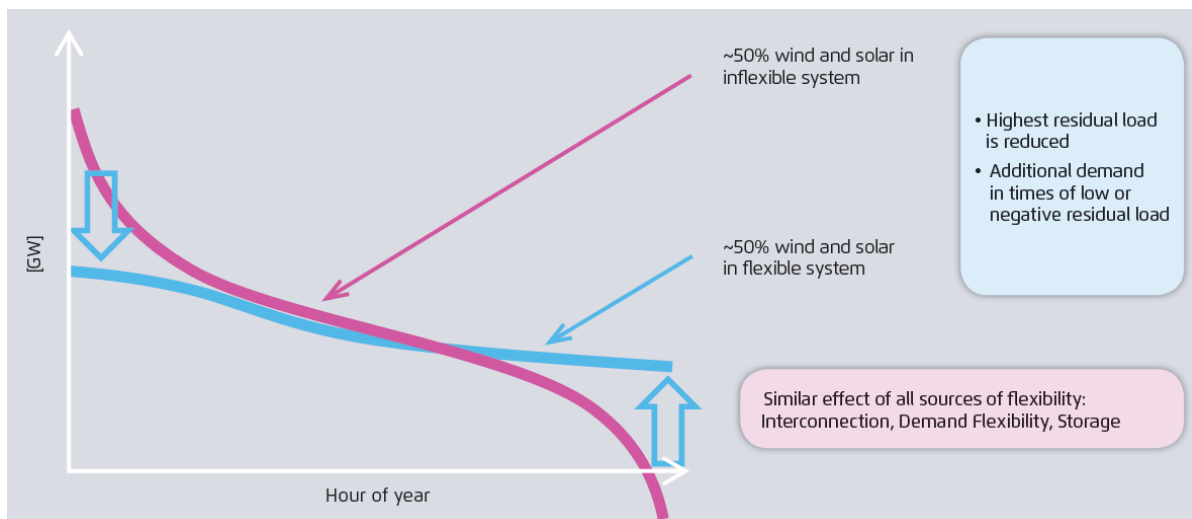 ~50% wind and solar in
inflexible system
• Highest residual load
is reduced
• Additional demand
in times of low or
negative residual load
[GW]
~50% wind and solar
in flexible system
Similar effect of all sources of flexibility:
Interconnection, Demand Flexibility, Storage
Hour of year